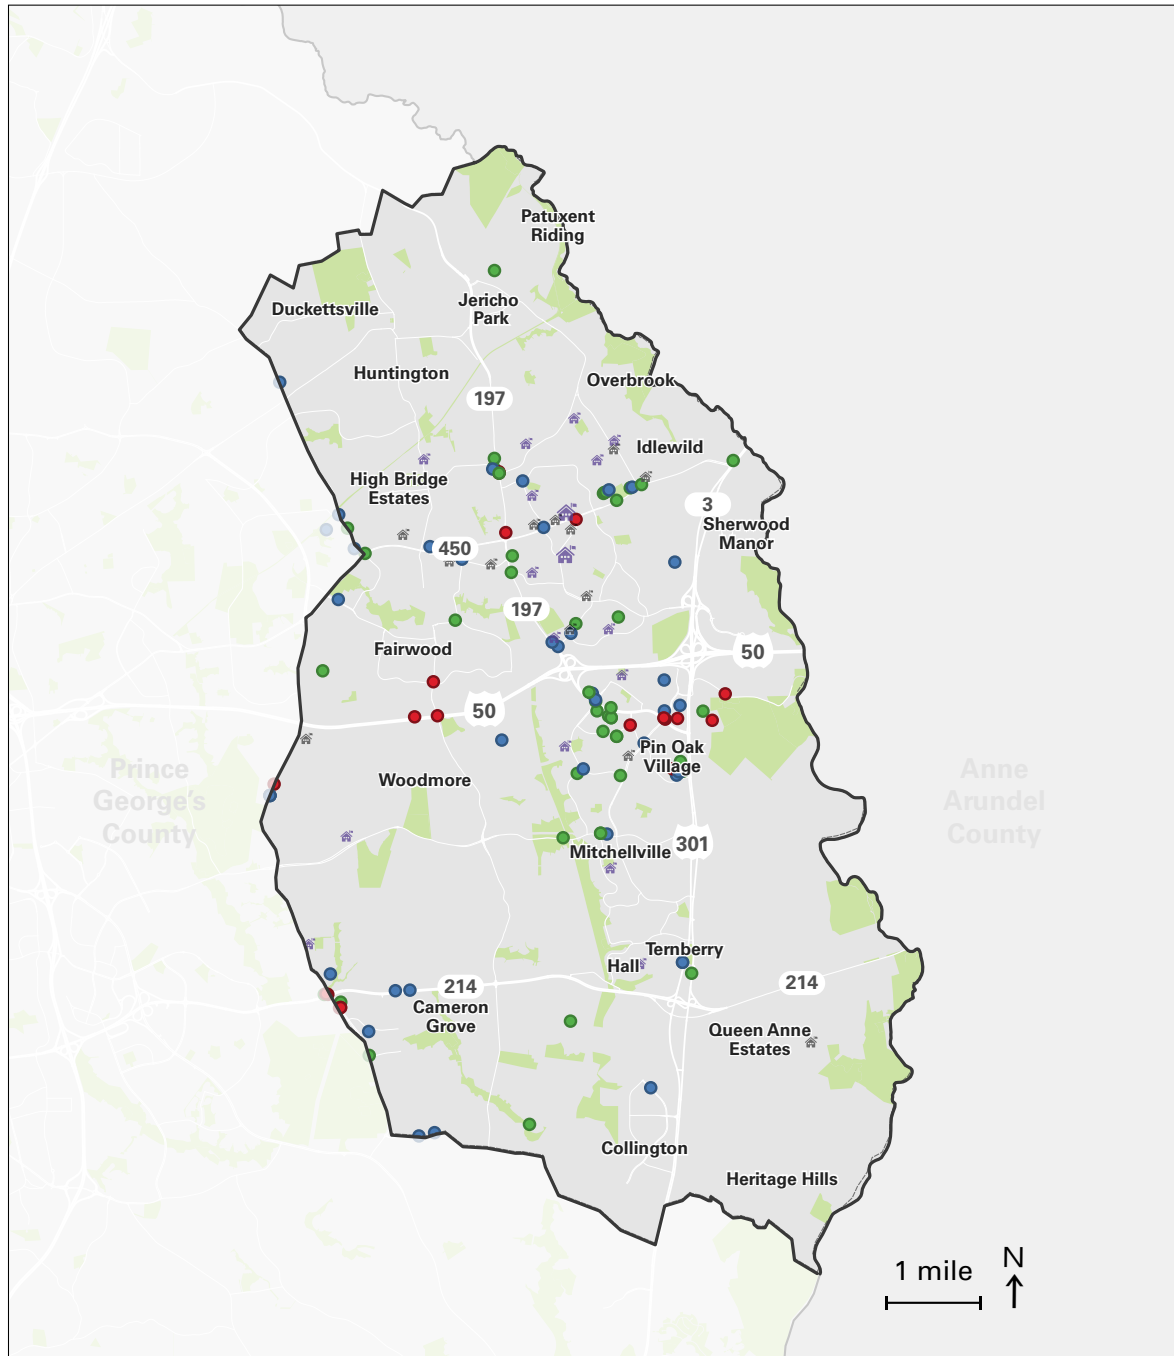 Patuxent
Riding
Jericho
Park
Duckettsville
Huntington
Overbrook
197
Idlewild
High Bridge
Estates
3
Sherwood
Manor
450
197
Fairwood
50
50
Pin Oak
Village
Woodmore
Prince
George's
County
Anne
Arundel
County
301
Mitchellville
Ternberry
Hall
214
214
Cameron
Grove
Queen Anne
Estates
Collington
Heritage Hills
1 mile
N